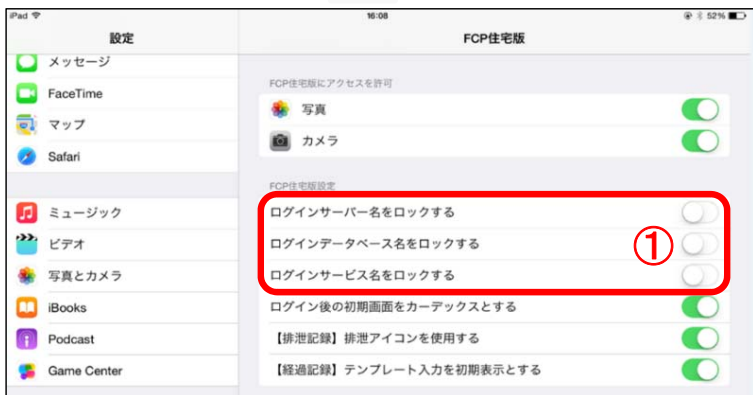 iPad 16:08 52%
設定
FCP住宅版
メッセージ
FaceTime
マップ
Safari
ミュージック
ビデオ
写真とカメラ
iBooks
Podcast
Game Center
FCP住宅版にアクセスを許可
写真
カメラ
FCP住宅版設定
ログインサーバー名をロックする
ログインデータベース名をロックする
ログインサービス名をロックする
①
ログイン後の初期画面をカーデックスとする
【排泄記録】排泄アイコンを使用する
【経過記録】テンプレート入力を初期表示とする